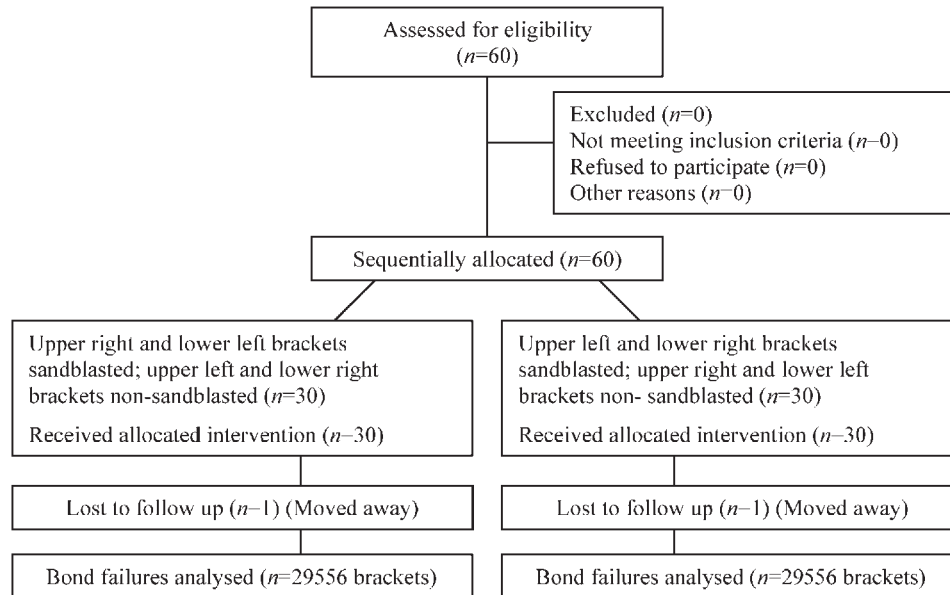 Assessed for eligibility
(n=60)
Excluded (n=0)
Not meeting inclusion criteria (n–0)
Refused to participate (n=0)
Other reasons (n=0)
Sequentially allocated (n=60)
Upper right and lower left brackets
sandblasted; upper left and lower right
brackets non-sandblasted (n=30)
Received allocated intervention (n–30)
Upper left and lower right brackets
sandblasted; upper right and lower left
brackets non- sandblasted (n=30)
Received allocated intervention (n–30)
Lost to follow up (n–1) (Moved away)
Lost to follow up (n–1) (Moved away)
Bond failures analysed (n=29556 brackets)
Bond failures analysed (n=29556 brackets)